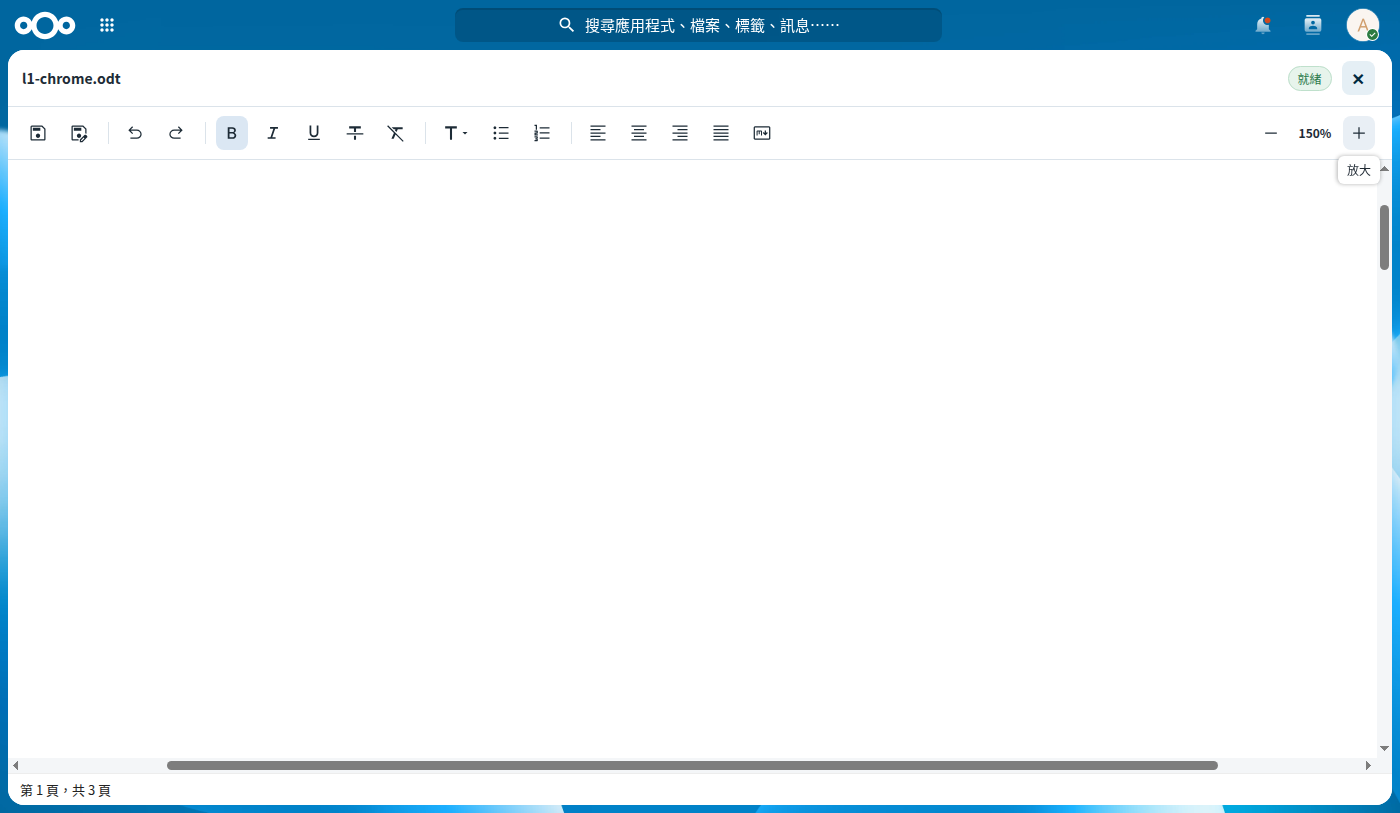 搜尋應用程式、檔案、標籤、訊息⋯⋯
A
l1-chrome.odt
就緒
150%
放大
第 1 頁，共 3 頁